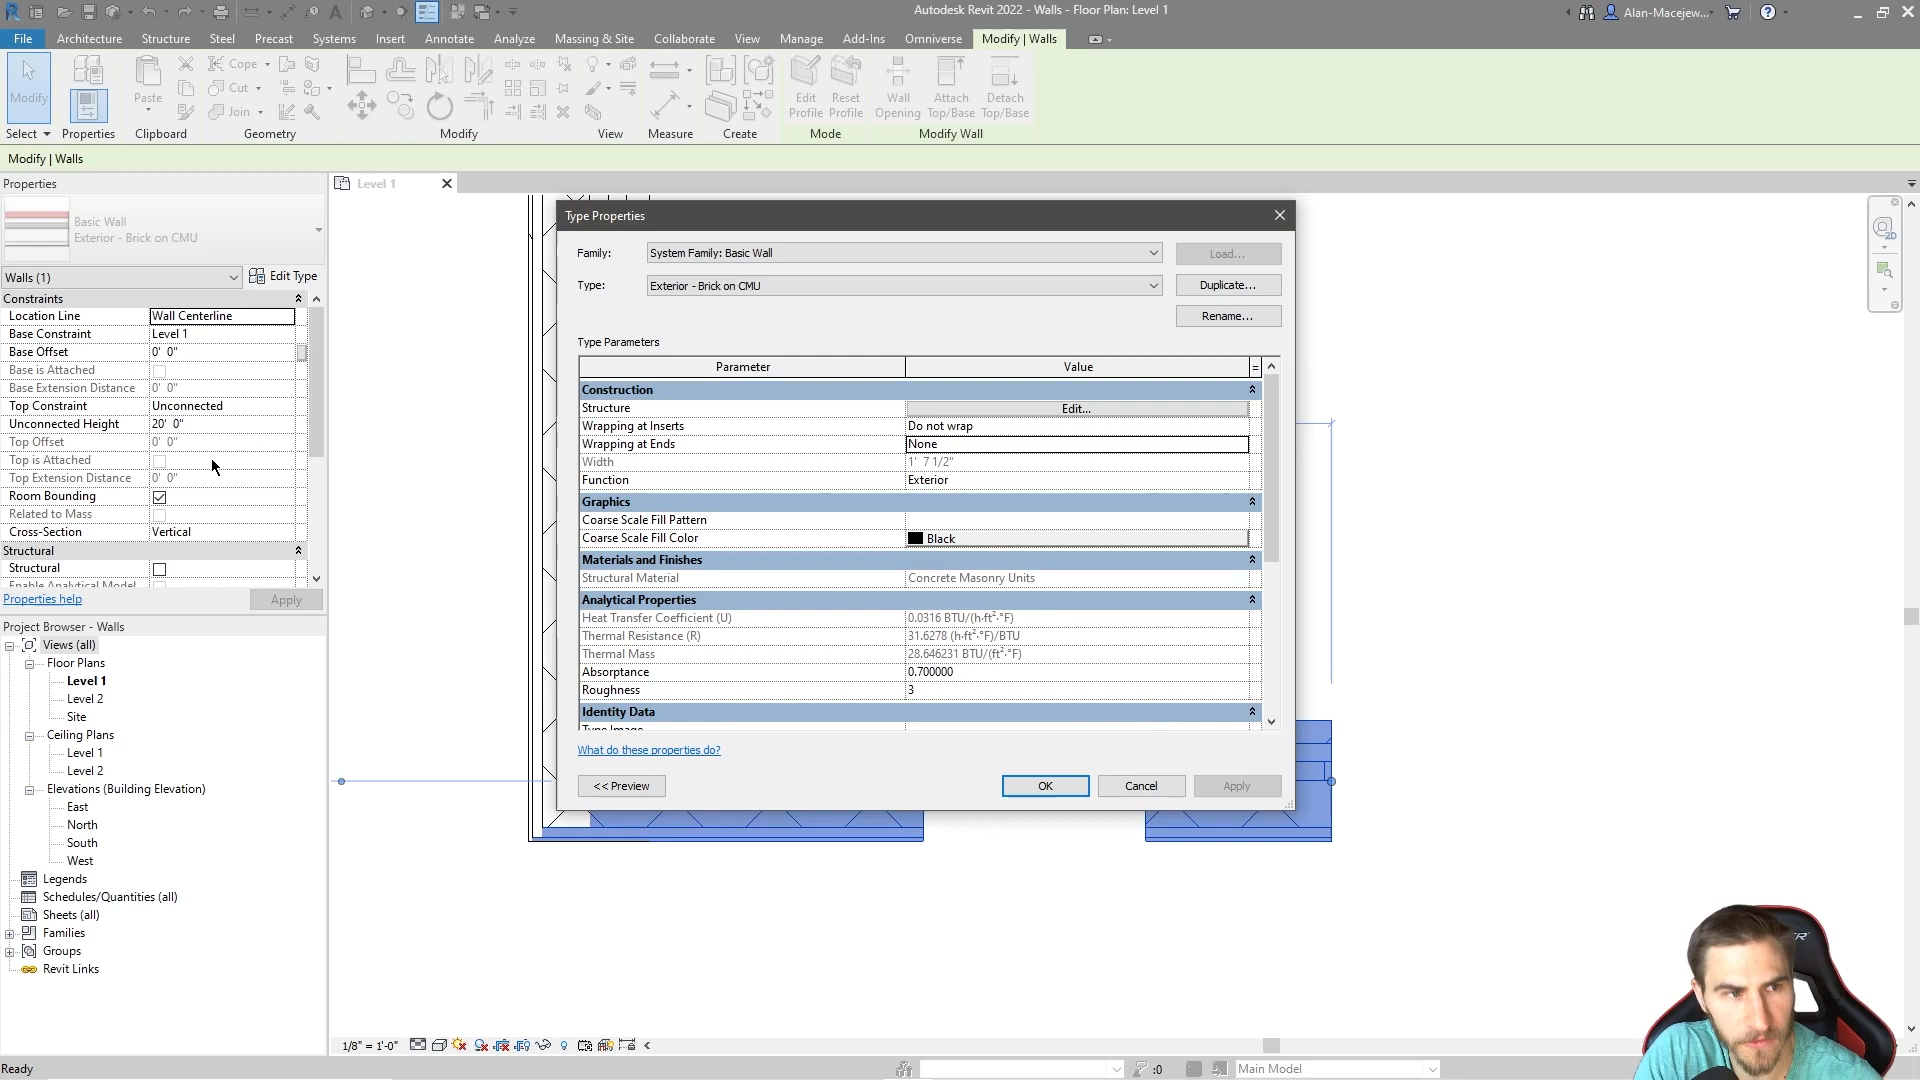 Autodesk Revit 2022 - Walls - Floor Plan: Level 1
Alan-Macejew...
File Architecture Structure Steel Precast Systems Insert Annotate Analyze Massing & Site Collaborate View Manage Add-Ins Omniverse Modify | Walls
Modify
Paste
Cope
Cut
Join
Edit Profile
Reset Profile
Wall Opening
Attach Top/Base
Detach Top/Base
Select Properties Clipboard Geometry Modify View Measure Create Mode Modify Wall
Modify | Walls
Properties
Basic Wall
Exterior - Brick on CMU
Walls (1)
Edit Type
Constraints
Location Line Wall Centerline
Base Constraint Level 1
Base Offset 0' 0"
Base is Attached
Base Extension Distance 0' 0"
Top Constraint Unconnected
Unconnected Height 20' 0"
Top Offset 0' 0"
Top is Attached
Top Extension Distance 0' 0"
Room Bounding
Related to Mass
Cross-Section Vertical
Structural
Structural
Enable Analytical Model
Properties help
Apply
Project Browser - Walls
Views (all)
Floor Plans
Level 1
Level 2
Site
Ceiling Plans
Level 1
Level 2
Elevations (Building Elevation)
East
North
South
West
Legends
Schedules/Quantities (all)
Sheets (all)
Families
Groups
Revit Links
Level 1
Type Properties
Family: System Family: Basic Wall Load...
Type: Exterior - Brick on CMU Duplicate...
Rename...
Type Parameters
Parameter Value =
Construction
Structure Edit...
Wrapping at Inserts Do not wrap
Wrapping at Ends None
Width 1' 7 1/2"
Function Exterior
Graphics
Coarse Scale Fill Pattern
Coarse Scale Fill Color Black
Materials and Finishes
Structural Material Concrete Masonry Units
Analytical Properties
Heat Transfer Coefficient (U) 0.0316 BTU/(h·ft²·°F)
Thermal Resistance (R) 31.6278 (h·ft²·°F)/BTU
Thermal Mass 28.646231 BTU/(ft²·°F)
Absorptance 0.700000
Roughness 3
Identity Data
Type Image
What do these properties do?
<< Preview OK Cancel Apply
2D
1/8" = 1'-0"
Ready
:0
Main Model